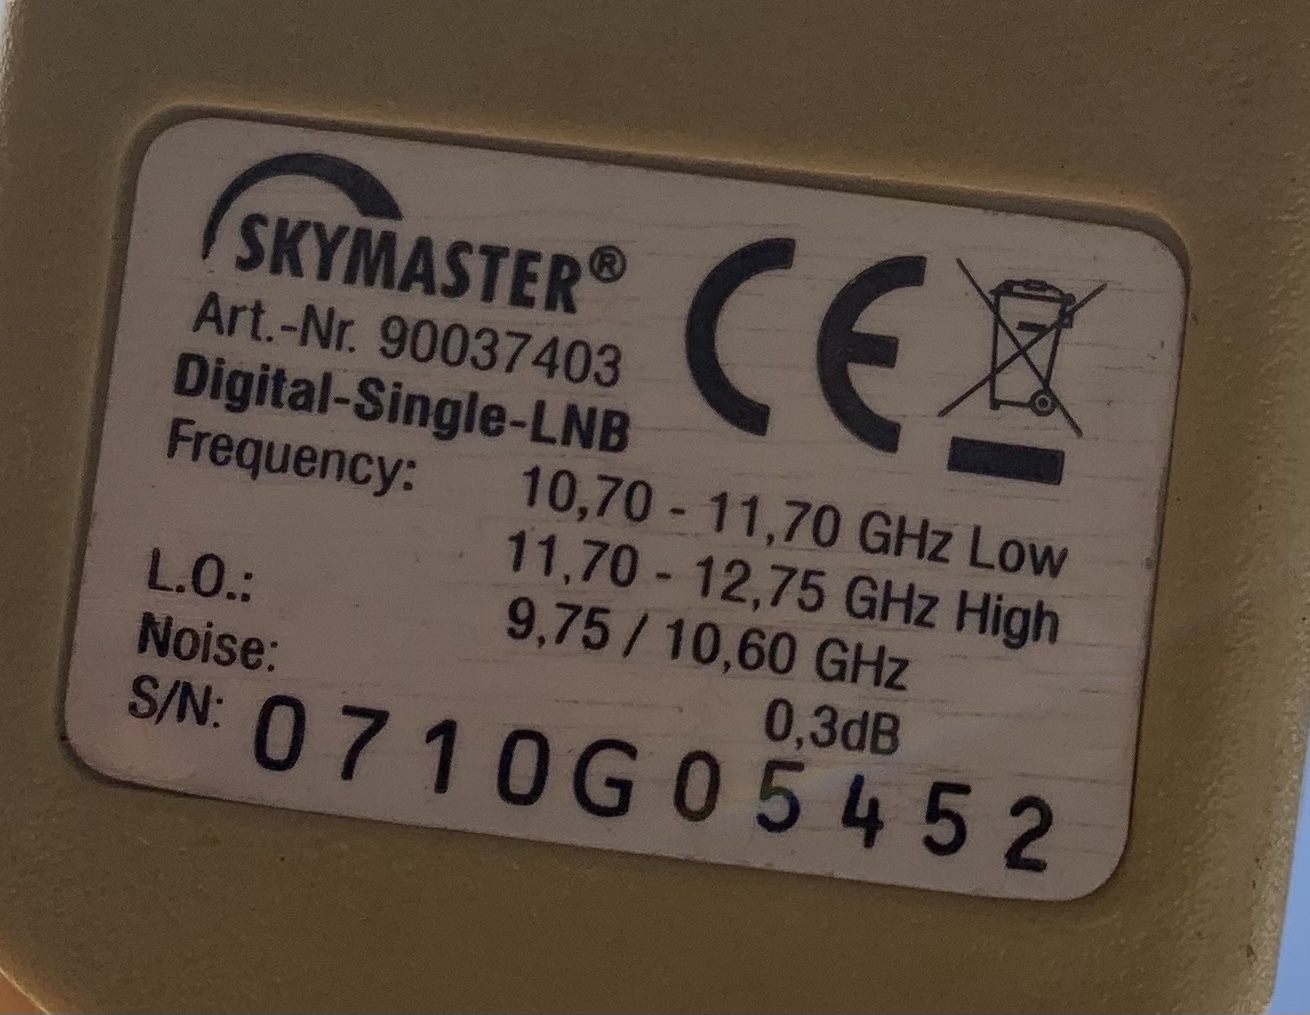 SKYMASTER®
CE
Art.-Nr. 90037403
Digital-Single-LNB
Frequency: 10,70 - 11,70 GHz Low
11,70 - 12,75 GHz High
L.O.: 9,75 / 10,60 GHz
Noise: 0,3dB
S/N: 0710G05452